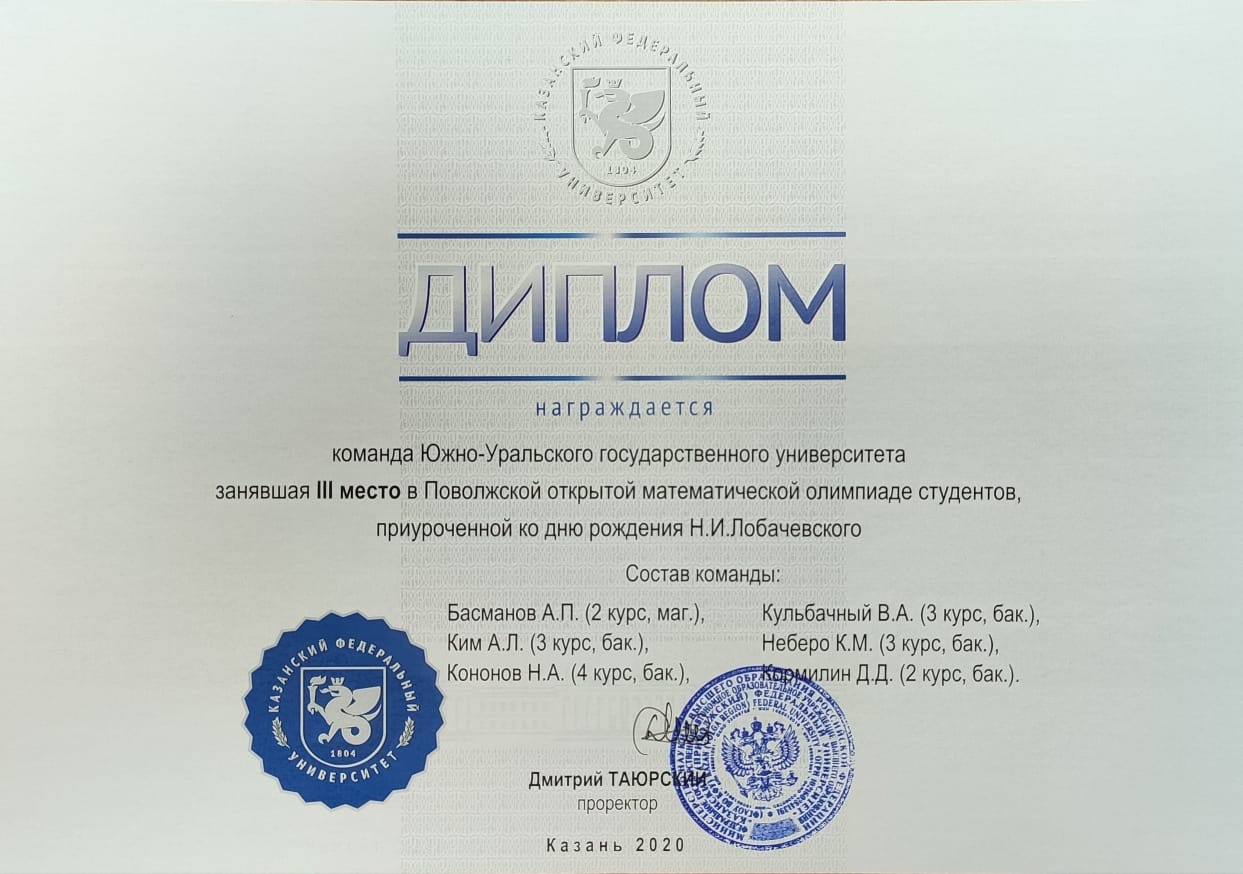 КАЗАНСКИЙ ФЕДЕРАЛЬНЫЙ
УНИВЕРСИТЕТ
1804
ДИПЛОМ
награждается
команда Южно-Уральского государственного университета
занявшая III место в Поволжской открытой математической олимпиаде студентов,
приуроченной ко дню рождения Н.И.Лобачевского
Состав команды:
Басманов А.П. (2 курс, маг.), Кульбачный В.А. (3 курс, бак.),
Ким А.Л. (3 курс, бак.), Неберо К.М. (3 курс, бак.),
Кононов Н.А. (4 курс, бак.), Кормилин Д.Д. (2 курс, бак.).
КАЗАНСКИЙ ФЕДЕРАЛЬНЫЙ
УНИВЕРСИТЕТ
1804
Дмитрий ТАЮРСКИЙ
проректор
Казань 2020